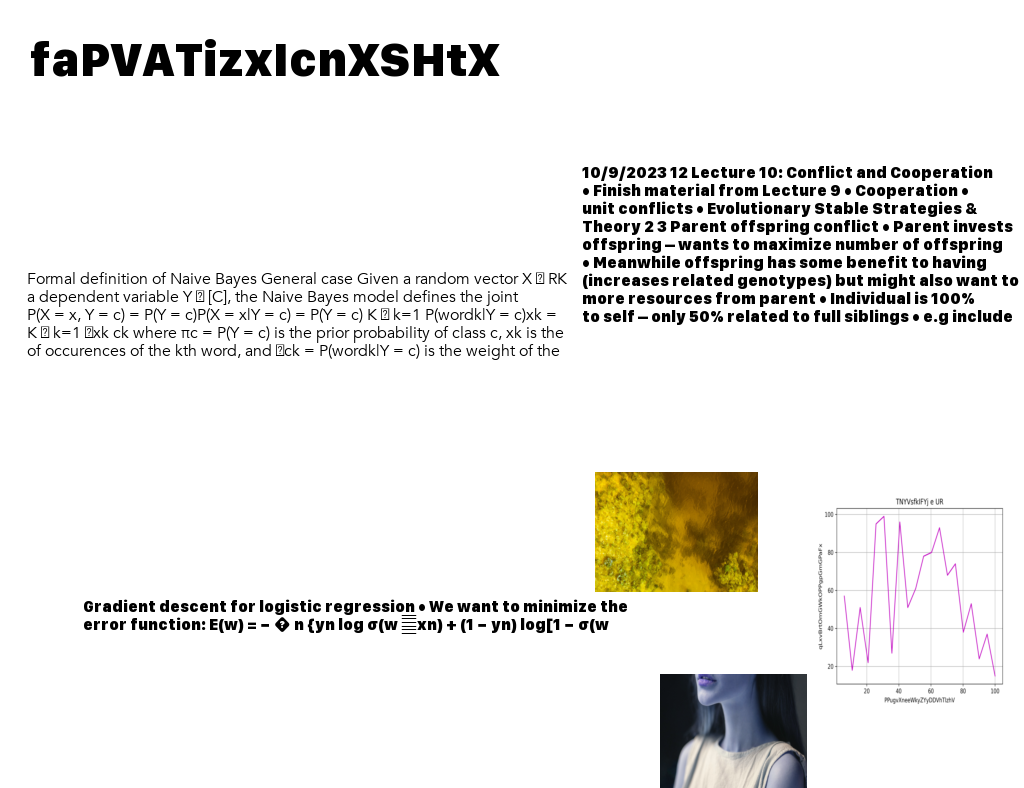 faPVATizxIcnXSHtX
10/9/2023 12 Lecture 10: Conflict and Cooperation
• Finish material from Lecture 9 • Cooperation •
unit conflicts • Evolutionary Stable Strategies &
Theory 2 3 Parent offspring conflict • Parent invests
offspring – wants to maximize number of offspring
• Meanwhile offspring has some benefit to having
(increases related genotypes) but might also want to
more resources from parent • Individual is 100%
to self – only 50% related to full siblings • e.g include
Formal definition of Naive Bayes General case Given a random vector X RK
a dependent variable Y [C], the Naive Bayes model defines the joint
P(X = x, Y = c) = P(Y = c)P(X = x|Y = c) = P(Y = c) K k=1 P(wordk|Y = c)xk =
K k=1 xk ck where πc = P(Y = c) is the prior probability of class c, xk is the
of occurences of the kth word, and ck = P(wordk|Y = c) is the weight of the
Gradient descent for logistic regression • We want to minimize the
error function: E(w) = – � n {yn log σ(w xn) + (1 – yn) log[1 – σ(w
TNYVsfkIFYj e UR
100
80
60
40
20
20 40 60 80 100